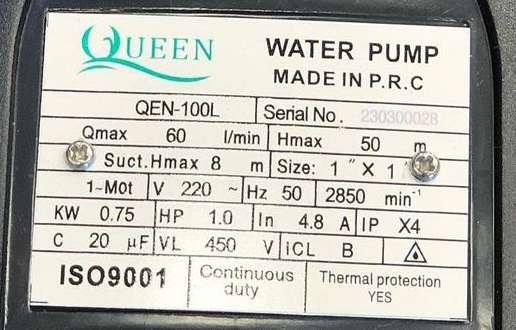 QUEEN
WATER PUMP
MADE IN P.R.C
QEN-100L Serial No. 230300028
Qmax 60 l/min Hmax 50 m
Suct.Hmax 8 m Size: 1 " X 1
1~Mot V 220 ~ Hz 50 2850 min⁻¹
KW 0.75 HP 1.0 In 4.8 A IP X4
C 20 µF VL 450 V iCL B
ISO9001 Continuous duty Thermal protection YES